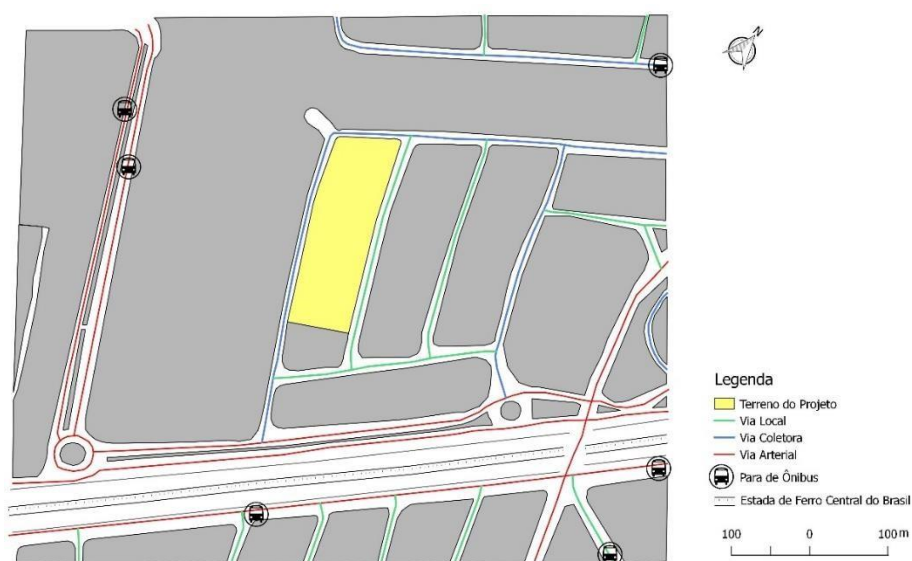 N
Legenda
Terreno do Projeto
Via Local
Via Coletora
Via Arterial
Para de Ônibus
Estada de Ferro Central do Brasil
100 0 100 m